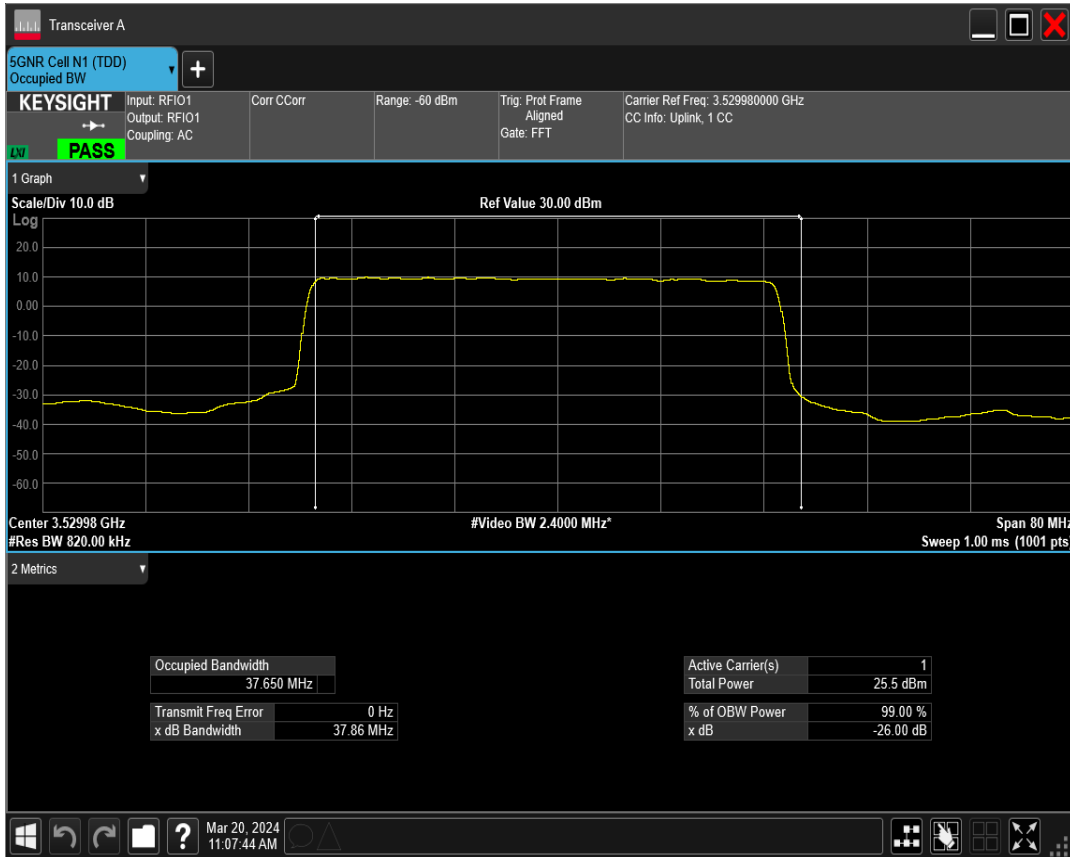 Transceiver A
5GNR Cell N1 (TDD)
Occupied BW
+
KEYSIGHT
LXI
PASS
Input: RFIO1
Output: RFIO1
Coupling: AC
Corr CCorr
Range: -60 dBm
Trig: Prot Frame
Aligned
Gate: FFT
Carrier Ref Freq: 3.529980000 GHz
CC Info: Uplink, 1 CC
1 Graph
Scale/Div 10.0 dB
Ref Value 30.00 dBm
Log
20.0
10.0
0.00
-10.0
-20.0
-30.0
-40.0
-50.0
-60.0
Center 3.52998 GHz
#Video BW 2.4000 MHz*
Span 80 MHz
#Res BW 820.00 kHz
Sweep 1.00 ms (1001 pts)
2 Metrics
Occupied Bandwidth
37.650 MHz
Transmit Freq Error 0 Hz
x dB Bandwidth 37.86 MHz
Active Carrier(s) 1
Total Power 25.5 dBm
% of OBW Power 99.00 %
x dB -26.00 dB
?
Mar 20, 2024
11:07:44 AM